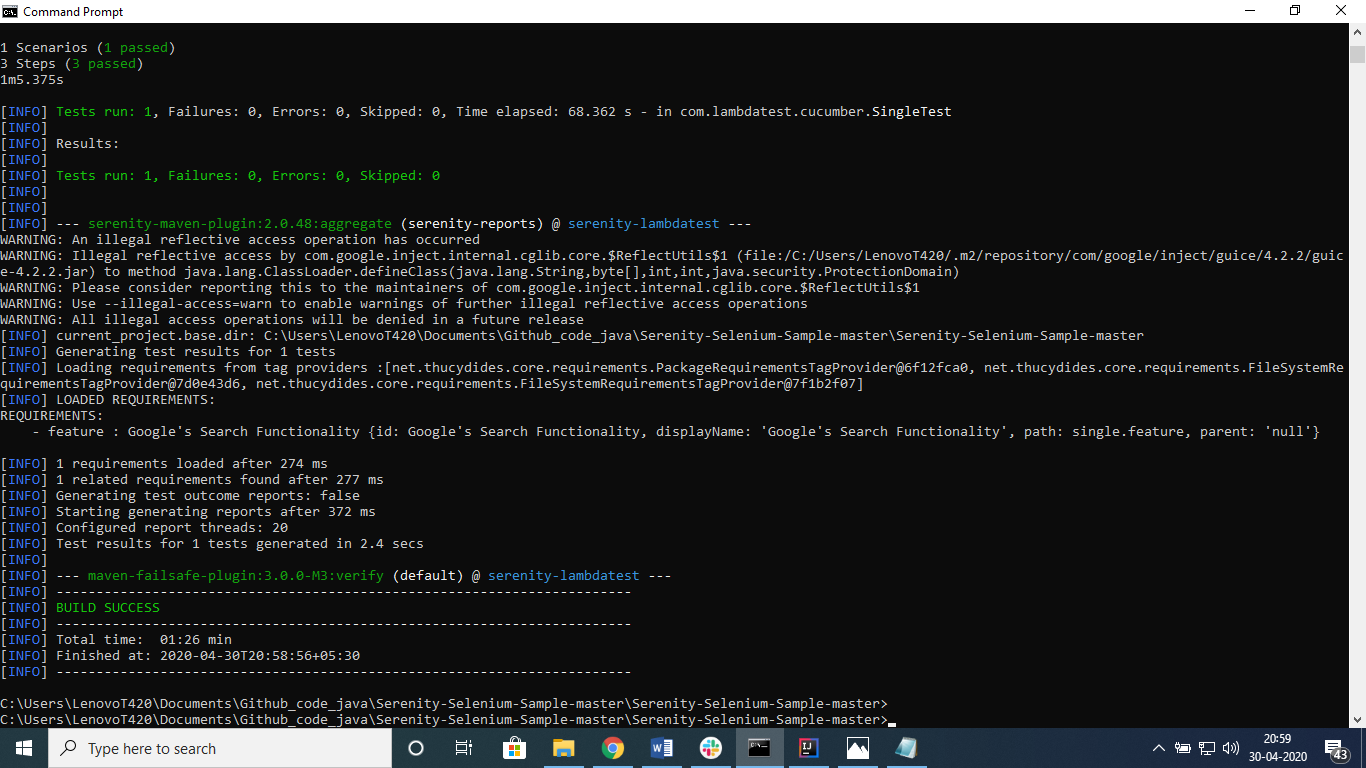 Command Prompt
1 Scenarios (1 passed)
3 Steps (3 passed)
1m5.375s
[INFO] Tests run: 1, Failures: 0, Errors: 0, Skipped: 0, Time elapsed: 68.362 s - in com.lambdatest.cucumber.SingleTest
[INFO]
[INFO] Results:
[INFO]
[INFO] Tests run: 1, Failures: 0, Errors: 0, Skipped: 0
[INFO]
[INFO]
[INFO] --- serenity-maven-plugin:2.0.48:aggregate (serenity-reports) @ serenity-lambdatest ---
WARNING: An illegal reflective access operation has occurred
WARNING: Illegal reflective access by com.google.inject.internal.cglib.core.$ReflectUtils$1 (file:/C:/Users/LenovoT420/.m2/repository/com/google/inject/guice/4.2.2/guic
e-4.2.2.jar) to method java.lang.ClassLoader.defineClass(java.lang.String,byte[],int,int,java.security.ProtectionDomain)
WARNING: Please consider reporting this to the maintainers of com.google.inject.internal.cglib.core.$ReflectUtils$1
WARNING: Use --illegal-access=warn to enable warnings of further illegal reflective access operations
WARNING: All illegal access operations will be denied in a future release
[INFO] current_project.base.dir: C:\Users\LenovoT420\Documents\Github_code_java\Serenity-Selenium-Sample-master\Serenity-Selenium-Sample-master
[INFO] Generating test results for 1 tests
[INFO] Loading requirements from tag providers :[net.thucydides.core.requirements.PackageRequirementsTagProvider@6f12fca0, net.thucydides.core.requirements.FileSystemRe
quirementsTagProvider@7d0e43d6, net.thucydides.core.requirements.FileSystemRequirementsTagProvider@7f1b2f07]
[INFO] LOADED REQUIREMENTS:
REQUIREMENTS:
    - feature : Google's Search Functionality {id: Google's Search Functionality, displayName: 'Google's Search Functionality', path: single.feature, parent: 'null'}
[INFO] 1 requirements loaded after 274 ms
[INFO] 1 related requirements found after 277 ms
[INFO] Generating test outcome reports: false
[INFO] Starting generating reports after 372 ms
[INFO] Configured report threads: 20
[INFO] Test results for 1 tests generated in 2.4 secs
[INFO]
[INFO] --- maven-failsafe-plugin:3.0.0-M3:verify (default) @ serenity-lambdatest ---
[INFO] ------------------------------------------------------------------------
[INFO] BUILD SUCCESS
[INFO] ------------------------------------------------------------------------
[INFO] Total time:  01:26 min
[INFO] Finished at: 2020-04-30T20:58:56+05:30
[INFO] ------------------------------------------------------------------------
C:\Users\LenovoT420\Documents\Github_code_java\Serenity-Selenium-Sample-master\Serenity-Selenium-Sample-master>
C:\Users\LenovoT420\Documents\Github_code_java\Serenity-Selenium-Sample-master\Serenity-Selenium-Sample-master>
Type here to search
20:59
30-04-2020
43